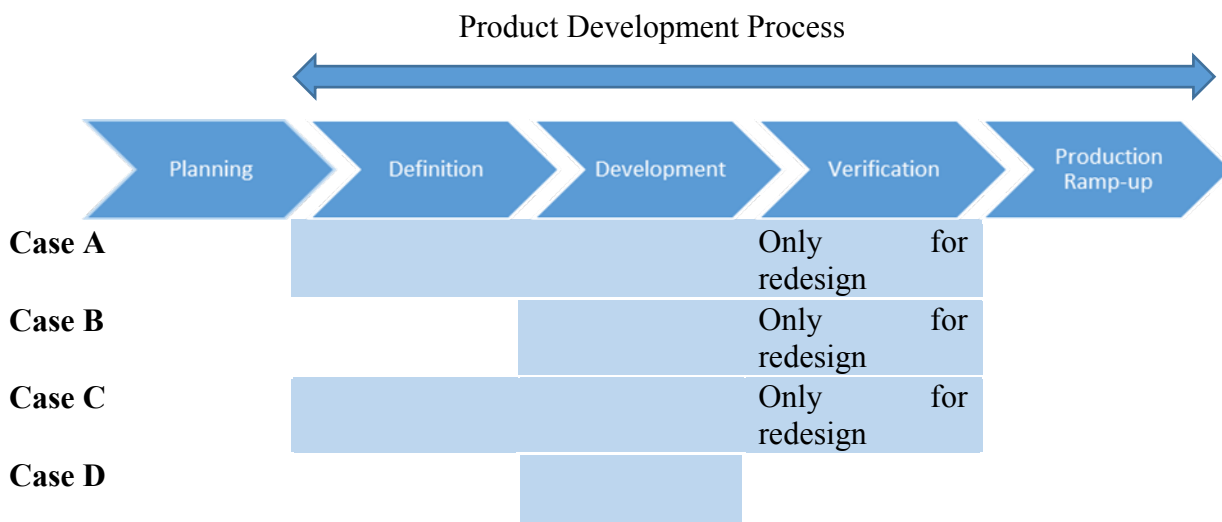 Product Development Process
Planning
Definition
Development
Verification
Production
Ramp-up
Case A
Only for
redesign
Case B
Only for
redesign
Case C
Only for
redesign
Case D